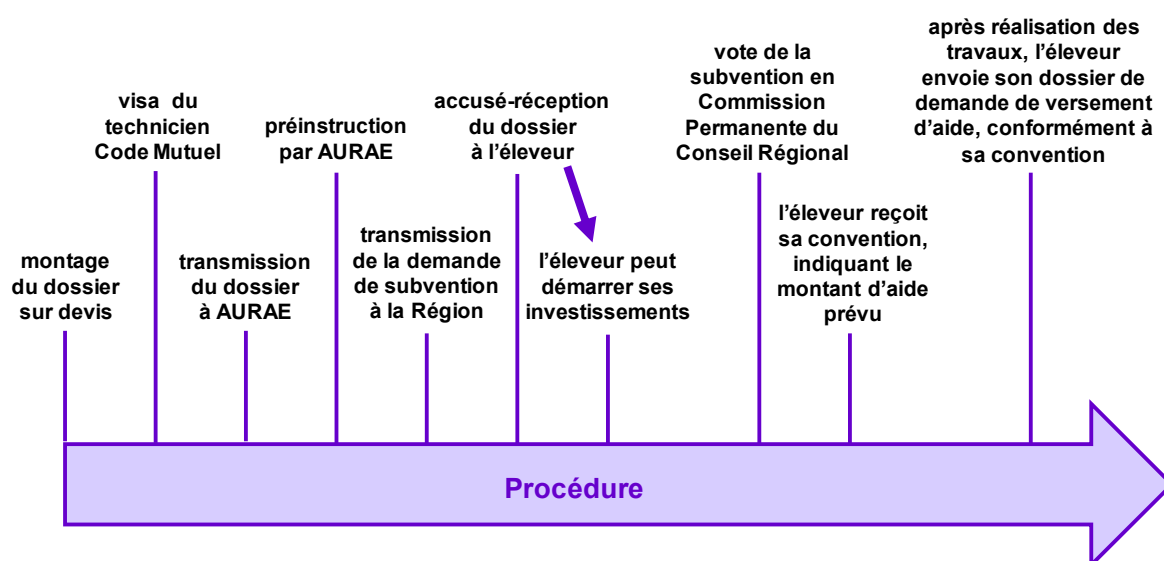 montage
du dossier
sur devis
visa du
technicien
Code Mutuel
transmission
du dossier
à AURAE
préinstruction
par AURAE
transmission
de la demande
de subvention
à la Région
accusé-réception
du dossier
à l’éleveur
l’éleveur peut
démarrer ses
investissements
vote de la
subvention en
Commission
Permanente du
Conseil Régional
l’éleveur reçoit
sa convention,
indiquant le
montant d’aide
prévu
après réalisation des
travaux, l’éleveur
envoie son dossier de
demande de versement
d’aide, conformément à
sa convention
Procédure